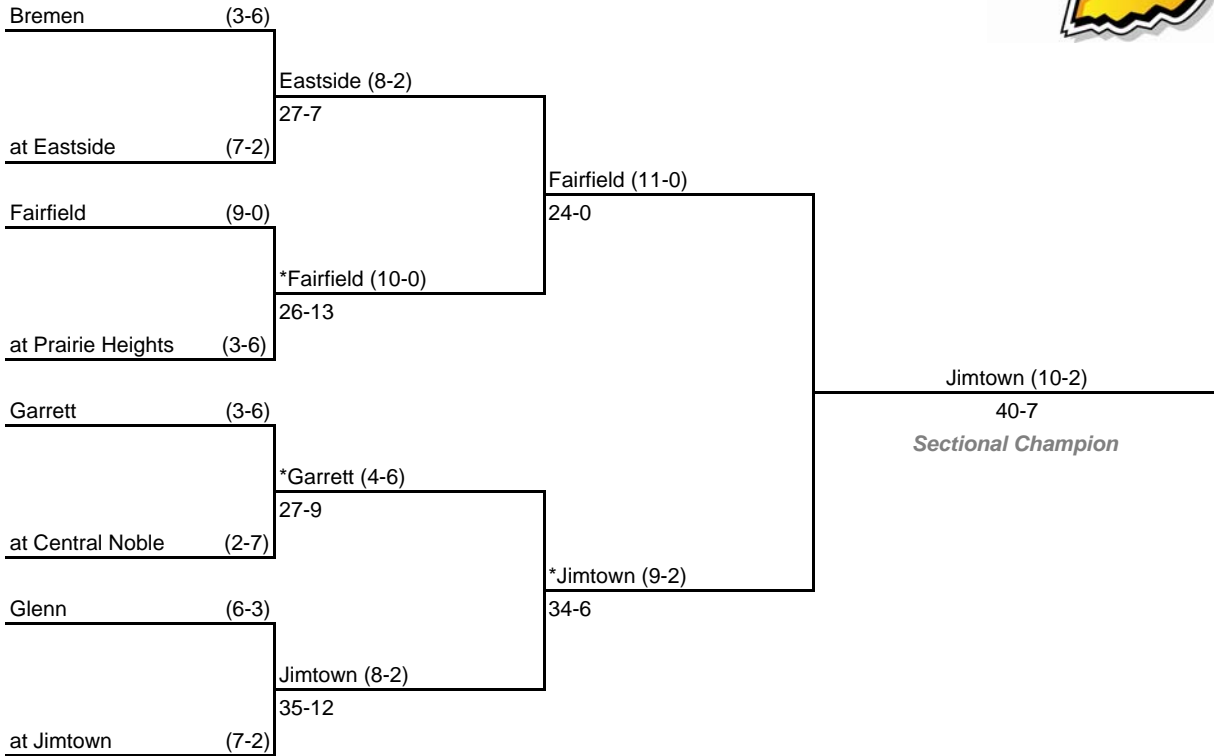 Bremen (3-6)
Eastside (8-2)
27-7
at Eastside (7-2)
Fairfield (11-0)
Fairfield (9-0)
24-0
*Fairfield (10-0)
26-13
at Prairie Heights (3-6)
Jimtown (10-2)
Garrett (3-6)
40-7
Sectional Champion
*Garrett (4-6)
27-9
at Central Noble (2-7)
*Jimtown (9-2)
Glenn (6-3)
34-6
Jimtown (8-2)
35-12
at Jimtown (7-2)